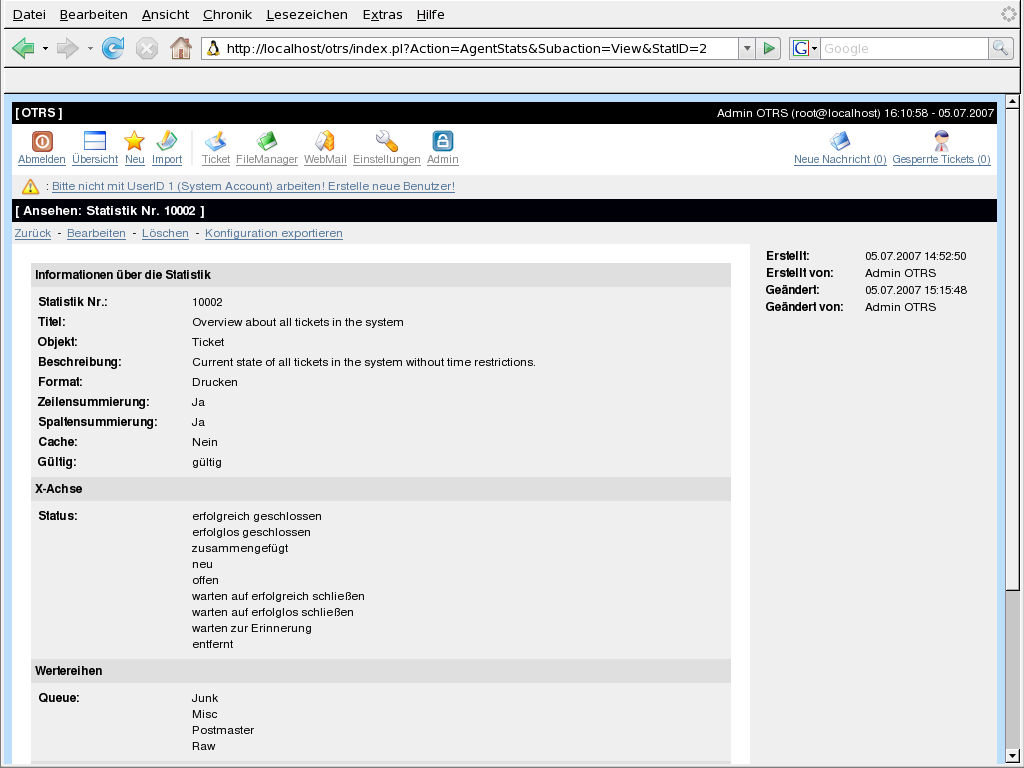 Datei Bearbeiten Ansicht Chronik Lesezeichen Extras Hilfe
http://localhost/otrs/index.pl?Action=AgentStats&Subaction=View&StatID=2 G Google
[ OTRS ] Admin OTRS (root@localhost) 16:10:58 - 05.07.2007
Abmelden Übersicht Neu Import Ticket FileManager WebMail Einstellungen Admin Neue Nachricht (0) Gesperrte Tickets (0)
: Bitte nicht mit UserID 1 (System Account) arbeiten! Erstelle neue Benutzer!
[ Ansehen: Statistik Nr. 10002 ]
Zurück - Bearbeiten - Löschen - Konfiguration exportieren
Informationen über die Statistik
Statistik Nr.: 10002
Titel: Overview about all tickets in the system
Objekt: Ticket
Beschreibung: Current state of all tickets in the system without time restrictions.
Format: Drucken
Zeilensummierung: Ja
Spaltensummierung: Ja
Cache: Nein
Gültig: gültig
X-Achse
Status: erfolgreich geschlossen
erfolglos geschlossen
zusammengefügt
neu
offen
warten auf erfolgreich schließen
warten auf erfolglos schließen
warten zur Erinnerung
entfernt
Wertereihen
Queue: Junk
Misc
Postmaster
Raw
Erstellt: 05.07.2007 14:52:50
Erstellt von: Admin OTRS
Geändert: 05.07.2007 15:15:48
Geändert von: Admin OTRS